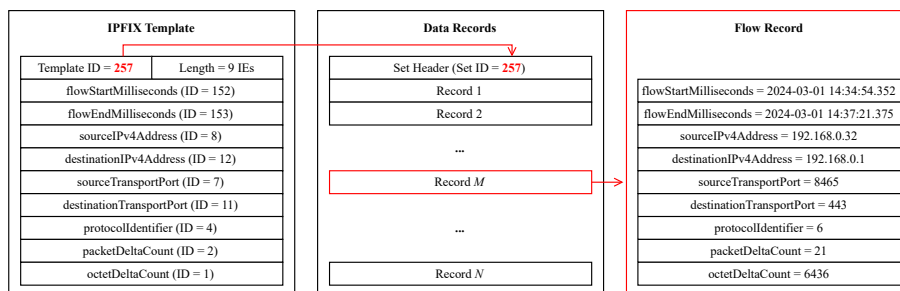 IPFIX Template
Template ID = 257
Length = 9 IEs
flowStartMilliseconds (ID = 152)
flowEndMilliseconds (ID = 153)
sourceIPv4Address (ID = 8)
destinationIPv4Address (ID = 12)
sourceTransportPort (ID = 7)
destinationTransportPort (ID = 11)
protocolIdentifier (ID = 4)
packetDeltaCount (ID = 2)
octetDeltaCount (ID = 1)
Data Records
Set Header (Set ID = 257)
Record 1
Record 2
...
Record M
...
Record N
Flow Record
flowStartMilliseconds = 2024-03-01 14:34:54.352
flowEndMilliseconds = 2024-03-01 14:37:21.375
sourceIPv4Address = 192.168.0.32
destinationIPv4Address = 192.168.0.1
sourceTransportPort = 8465
destinationTransportPort = 443
protocolIdentifier = 6
packetDeltaCount = 21
octetDeltaCount = 6436